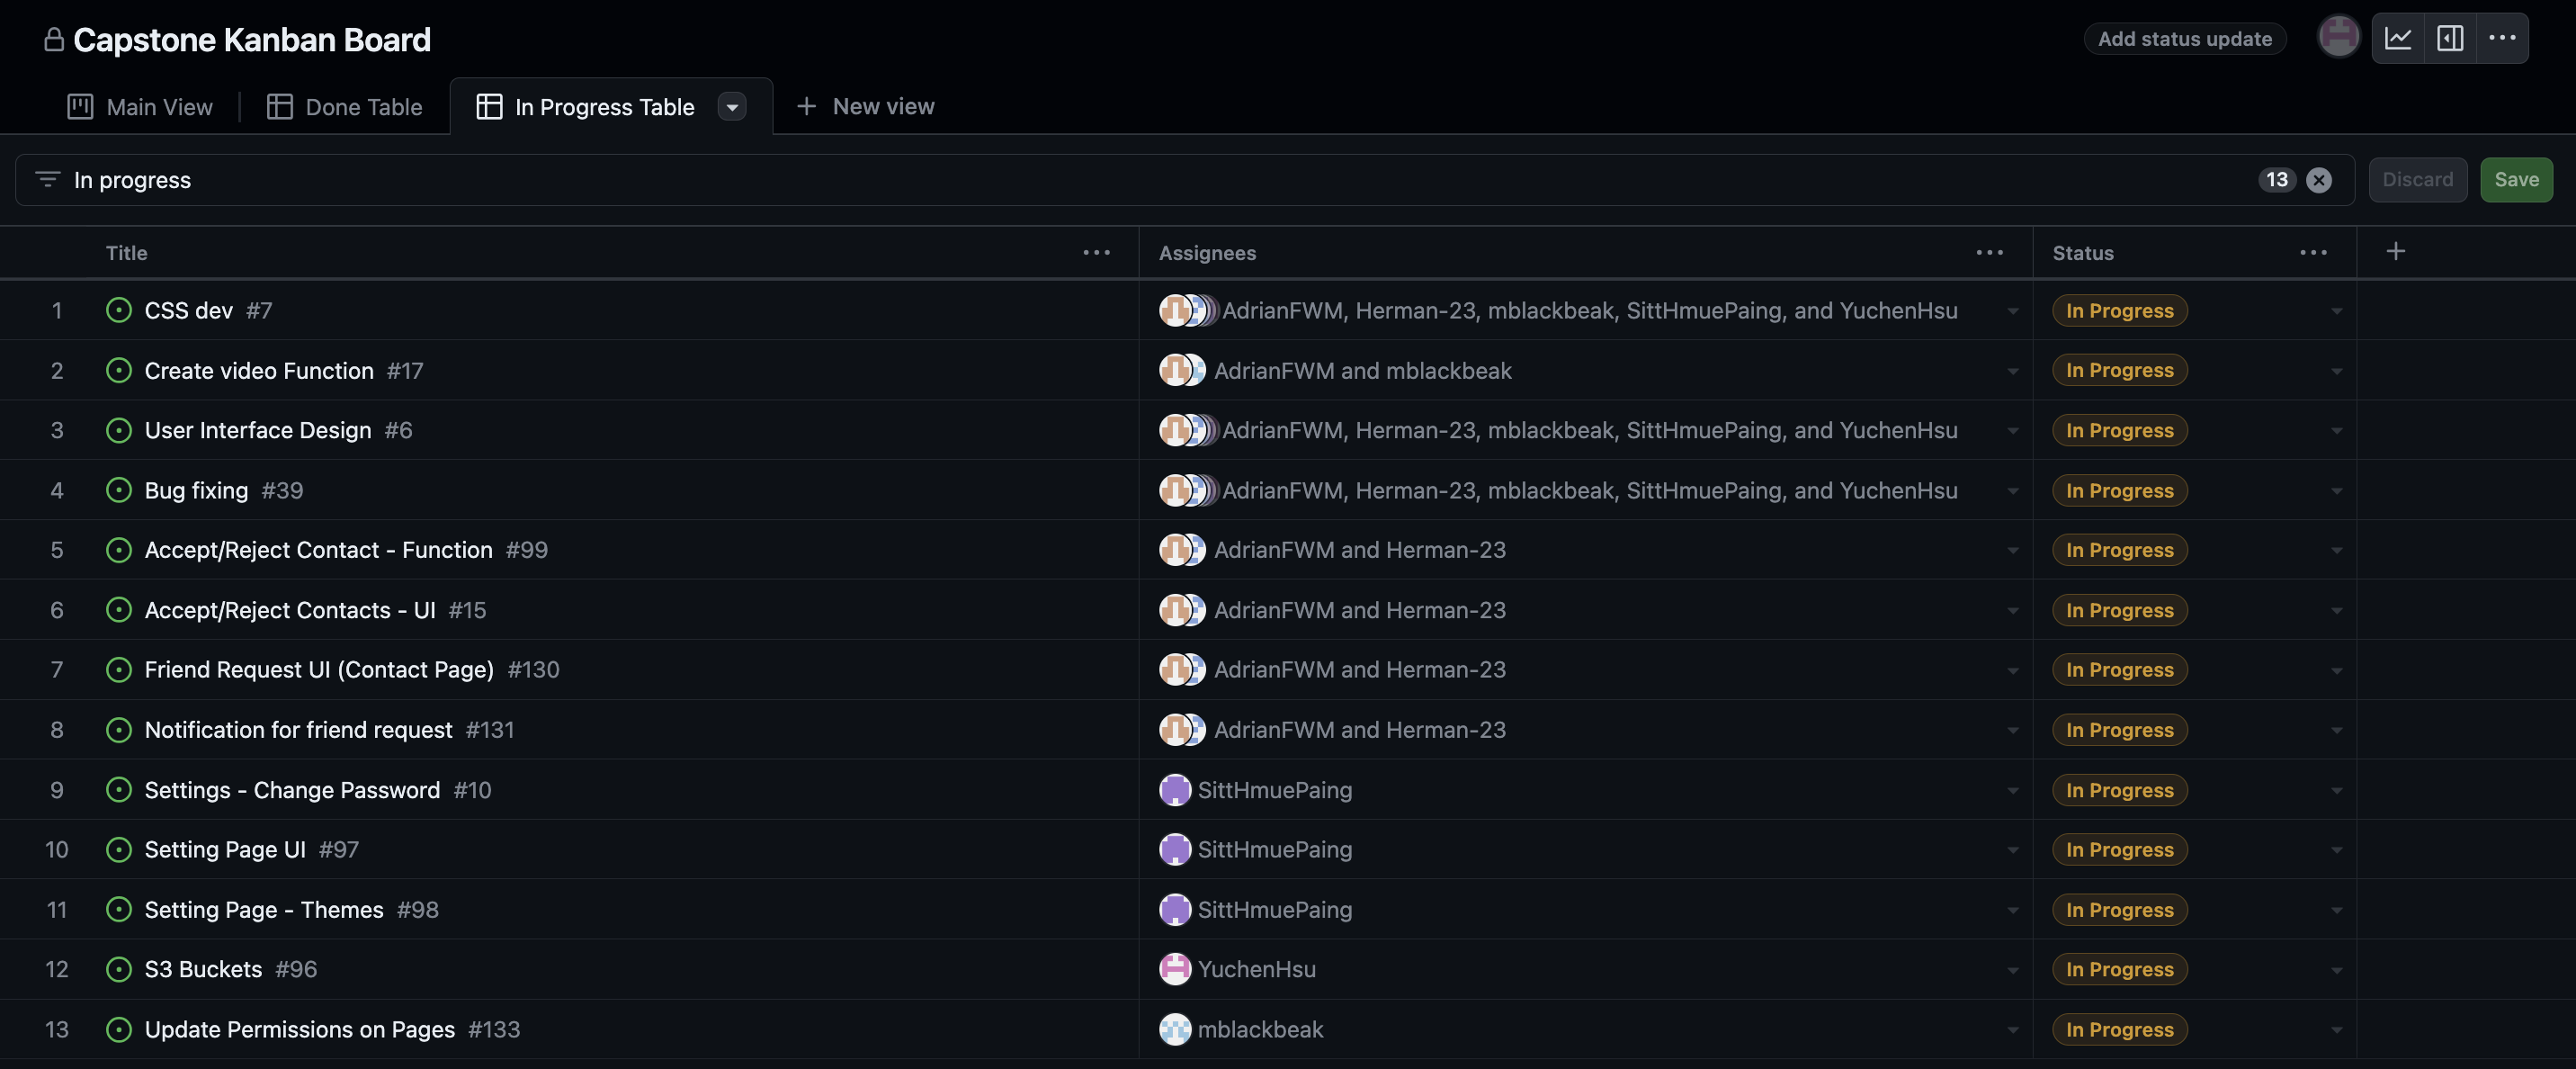 Capstone Kanban Board
Add status update
Main View
Done Table
In Progress Table
New view
In progress
13
Discard
Save
Title
Assignees
Status
1 CSS dev #7 AdrianFWM, Herman-23, mblackbeak, SittHmuePaing, and YuchenHsu In Progress
2 Create video Function #17 AdrianFWM and mblackbeak In Progress
3 User Interface Design #6 AdrianFWM, Herman-23, mblackbeak, SittHmuePaing, and YuchenHsu In Progress
4 Bug fixing #39 AdrianFWM, Herman-23, mblackbeak, SittHmuePaing, and YuchenHsu In Progress
5 Accept/Reject Contact - Function #99 AdrianFWM and Herman-23 In Progress
6 Accept/Reject Contacts - UI #15 AdrianFWM and Herman-23 In Progress
7 Friend Request UI (Contact Page) #130 AdrianFWM and Herman-23 In Progress
8 Notification for friend request #131 AdrianFWM and Herman-23 In Progress
9 Settings - Change Password #10 SittHmuePaing In Progress
10 Setting Page UI #97 SittHmuePaing In Progress
11 Setting Page - Themes #98 SittHmuePaing In Progress
12 S3 Buckets #96 YuchenHsu In Progress
13 Update Permissions on Pages #133 mblackbeak In Progress